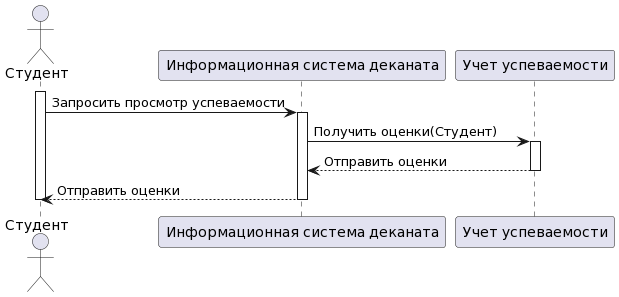 Студент
Информационная система деканата
Учет успеваемости
Запросить просмотр успеваемости
Получить оценки(Студент)
Отправить оценки
Отправить оценки
Студент
Информационная система деканата
Учет успеваемости